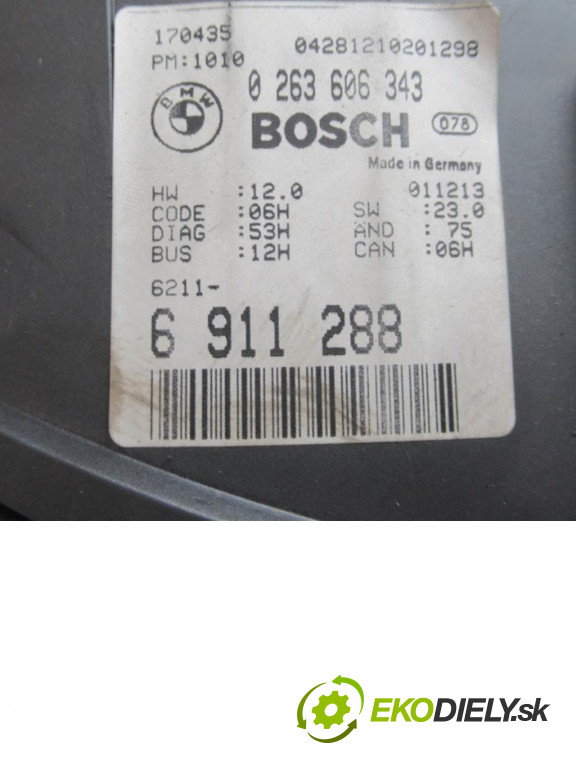 170435 04281210201298
PM:1010
BMW
0 263 606 343
BOSCH 078
Made in Germany
HW :12.0 011213
CODE :06H SW :23.0
DIAG :53H AND : 75
BUS :12H CAN :06H
6211-
6 911 288
EKODIELY.sk